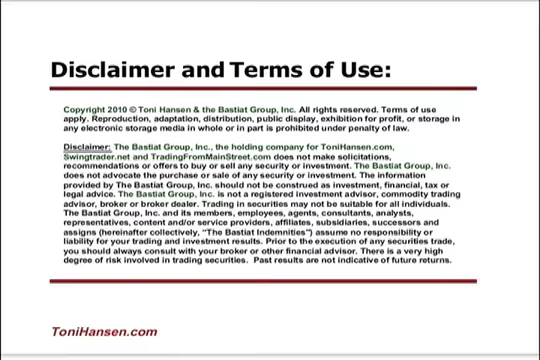 Disclaimer and Terms of Use:
Copyright 2010 © Toni Hansen & the Bastiat Group, Inc. All rights reserved. Terms of use
apply. Reproduction, adaptation, distribution, public display, exhibition for profit, or storage in
any electronic storage media in whole or in part is prohibited under penalty of law.
Disclaimer: The Bastiat Group, Inc., the holding company for ToniHansen.com,
Swingtrader.net and TradingFromMainStreet.com does not make solicitations,
recommendations or offers to buy or sell any security or investment. The Bastiat Group, Inc.
does not advocate the purchase or sale of any security or investment. The information
provided by The Bastiat Group, Inc. should not be construed as investment, financial, tax or
legal advice. The Bastiat Group, Inc. is not a registered investment advisor, commodity trading
advisor, broker or broker dealer. Trading in securities may not be suitable for all individuals.
The Bastiat Group, Inc. and its members, employees, agents, consultants, analysts,
representatives, content and/or service providers, affiliates, subsidiaries, successors and
assigns (hereinafter collectively, “The Bastiat Indemnities”) assume no responsibility or
liability for your trading and investment results. Prior to the execution of any securities trade,
you should always consult with your broker or other financial advisor. There is a very high
degree of risk involved in trading securities. Past results are not indicative of future returns.
ToniHansen.com